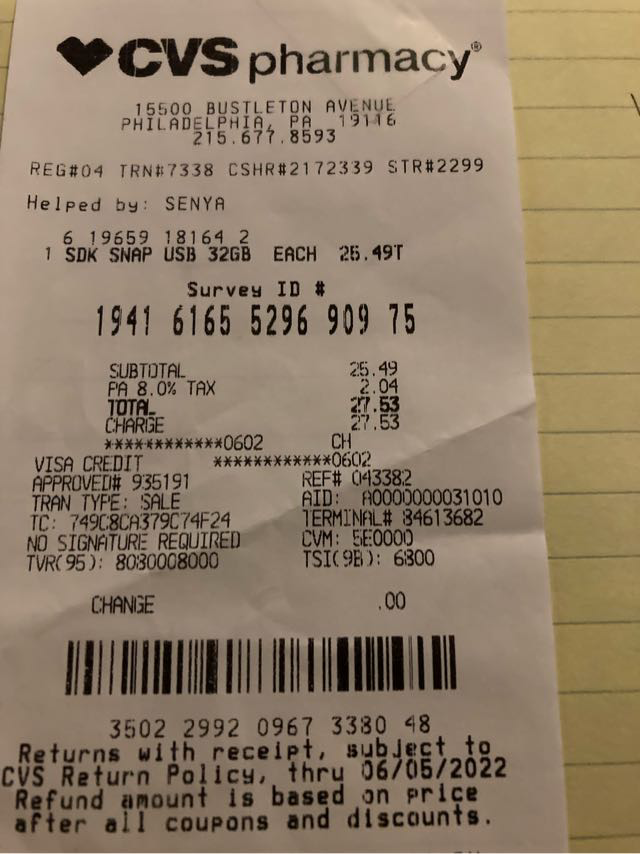 CVS pharmacy®
15500 BUSTLETON AVENUE
PHILADELPHIA, PA 19116
215.677.8593
REG#04 TRN#7338 CSHR#2172339 STR#2299
Helped by: SENYA
6 19659 18164 2
1 SDK SNAP USB 32GB EACH 25.49T
Survey ID #
1941 6165 5296 909 75
SUBTOTAL 25.49
PA 8.0% TAX 2.04
TOTAL 27.53
CHARGE 27.53
************0602 CH
VISA CREDIT ************0602
APPROVED# 935191 REF# 043382
TRAN TYPE: SALE AID: A0000000031010
TC: 749C8CA379C74F24 TERMINAL# 84613682
NO SIGNATURE REQUIRED CVM: 5E0000
TVR(95): 8080008000 TSI(9B): 6800
CHANGE .00
3502 2992 0967 3380 48
Returns with receipt, subject to
CVS Return Policy, thru 06/05/2022
Refund amount is based on price
after all coupons and discounts.